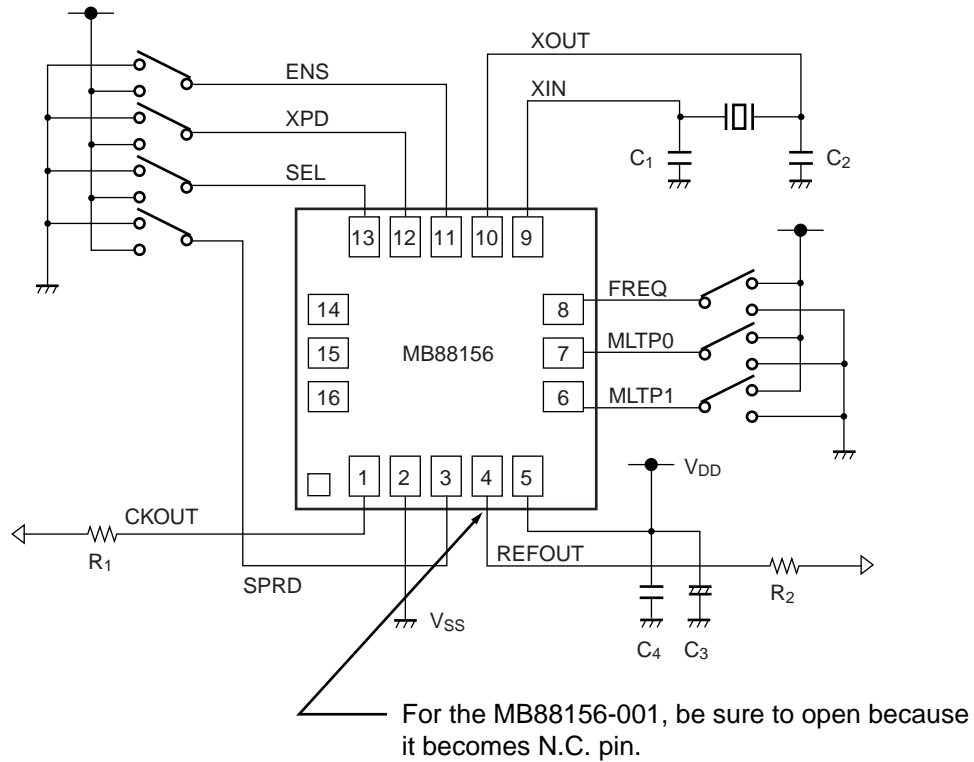 XOUT
ENS
XIN
XPD
C1
C2
SEL
13 12 11 10 9
14
8
FREQ
15
MB88156
7
MLTP0
16
6
MLTP1
1 2 3 4 5
VDD
CKOUT
R1
REFOUT
R2
SPRD
VSS
C4 C3
For the MB88156-001, be sure to open because
it becomes N.C. pin.